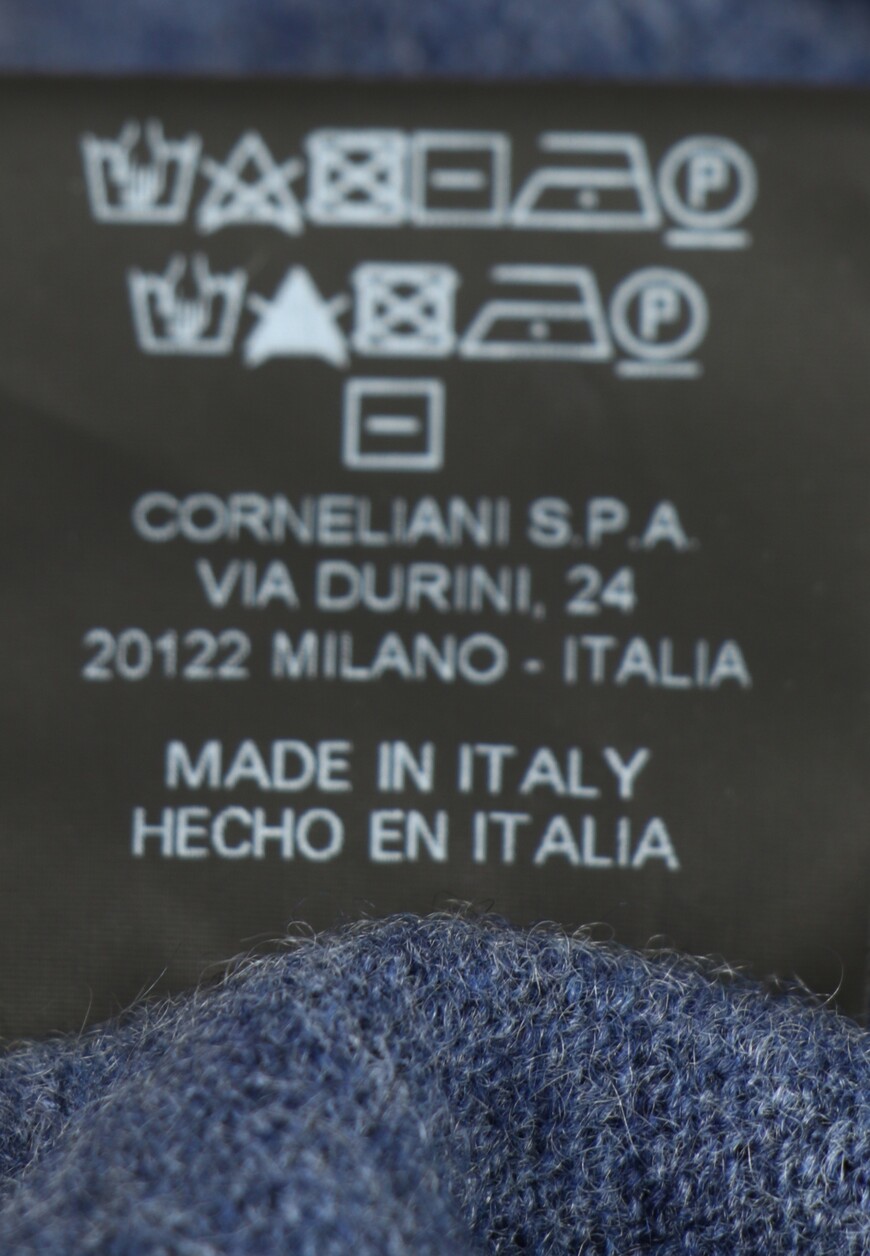 P
P
CORNELIANI S.P.A.
VIA DURINI, 24
20122 MILANO - ITALIA
MADE IN ITALY
HECHO EN ITALIA